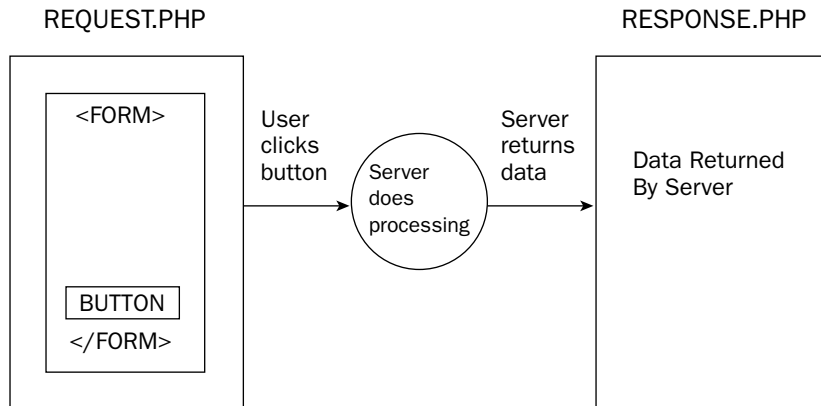 REQUEST.PHP
<FORM>
BUTTON
</FORM>
User
clicks
button
Server
does
processing
Server
returns
data
RESPONSE.PHP
Data Returned
By Server